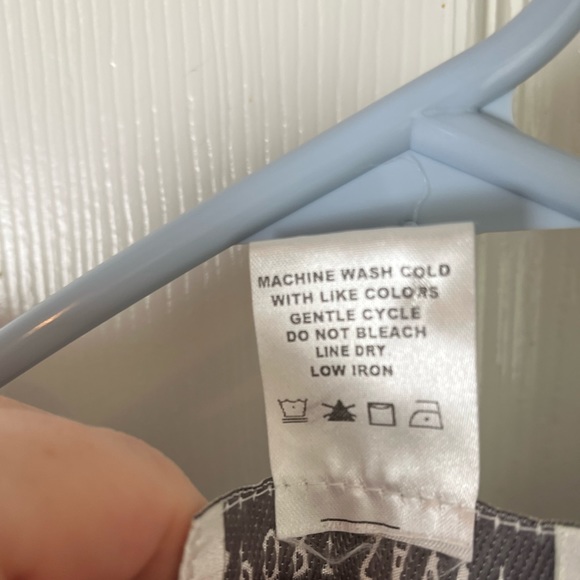 MACHINE WASH COLD
WITH LIKE COLORS
GENTLE CYCLE
DO NOT BLEACH
LINE DRY
LOW IRON